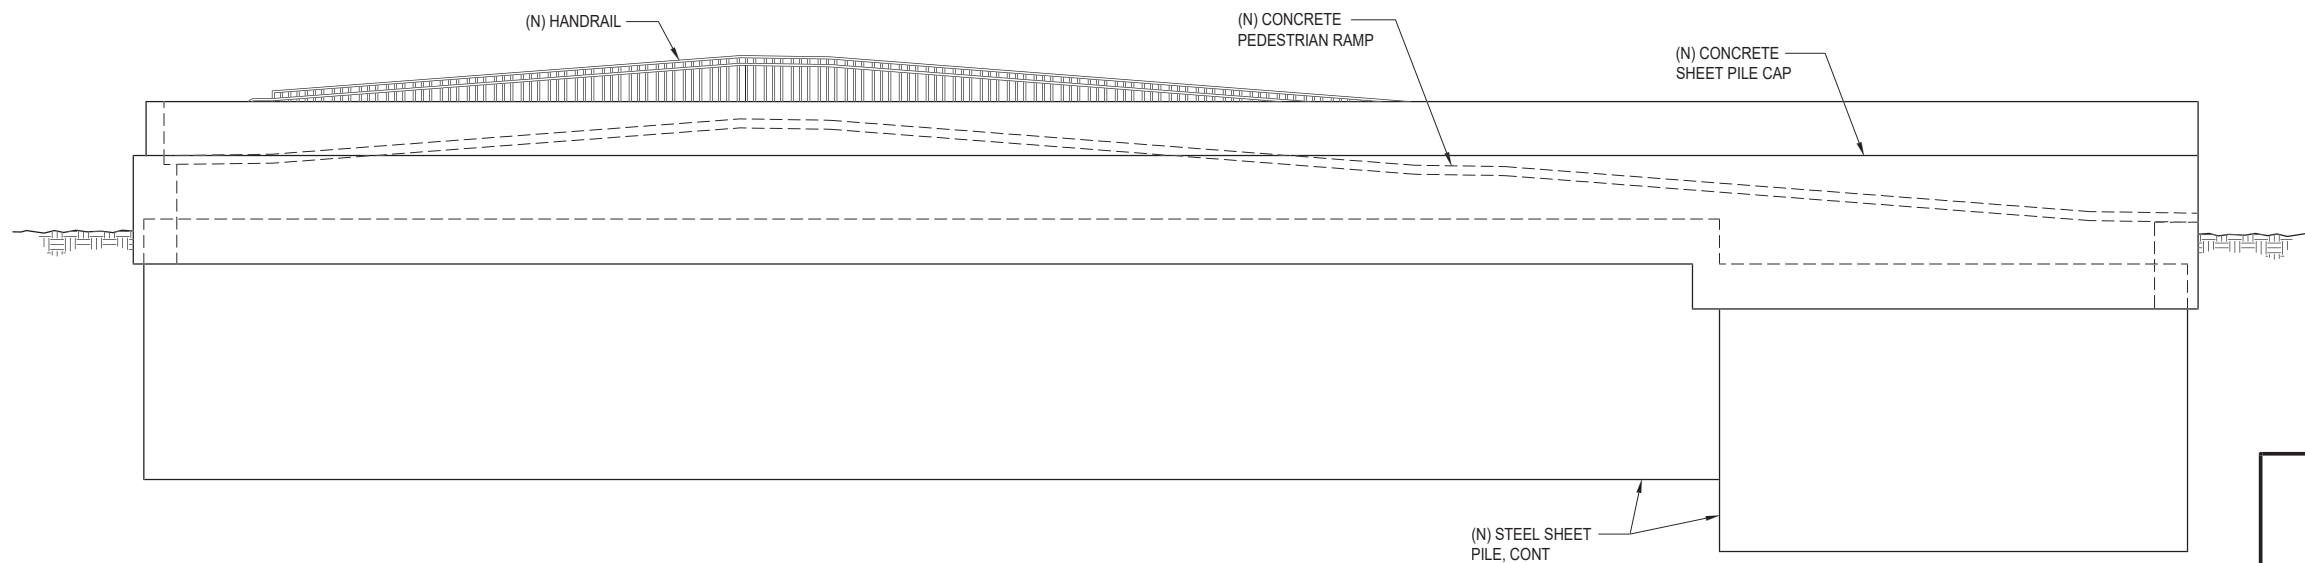 (N) HANDRAIL
(N) CONCRETE
PEDESTRIAN RAMP
(N) CONCRETE
SHEET PILE CAP
(N) STEEL SHEET
PILE, CONT